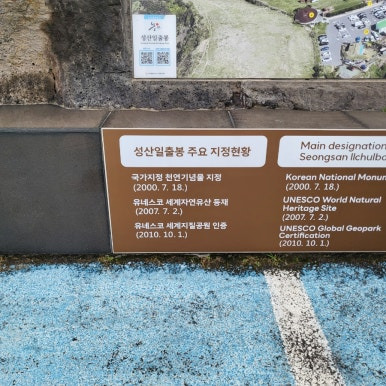 성산일출봉
성산일출봉 주요 지정현황
국가지정 천연기념물 지정
(2000. 7. 18.)
유네스코 세계자연유산 등재
(2007. 7. 2.)
유네스코 세계지질공원 인증
(2010. 10. 1.)
Main designation
Seongsan Ilchulbo
Korean National Monum
(2000. 7. 18.)
UNESCO World Natural
Heritage Site
(2007. 7. 2.)
UNESCO Global Geopark
Certification
(2010. 10. 1.)